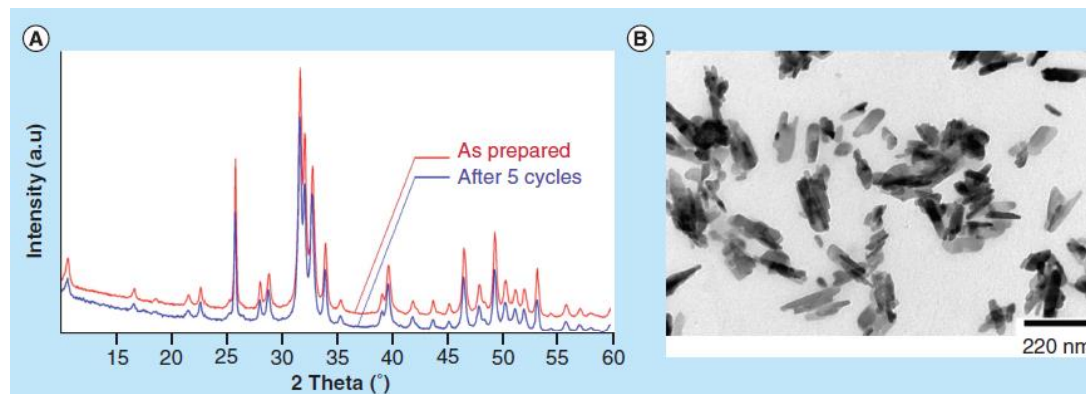 A
Intensity (a.u)
As prepared
After 5 cycles
15 20 25 30 35 40 45 50 55 60
2 Theta (°)
B
220 nm